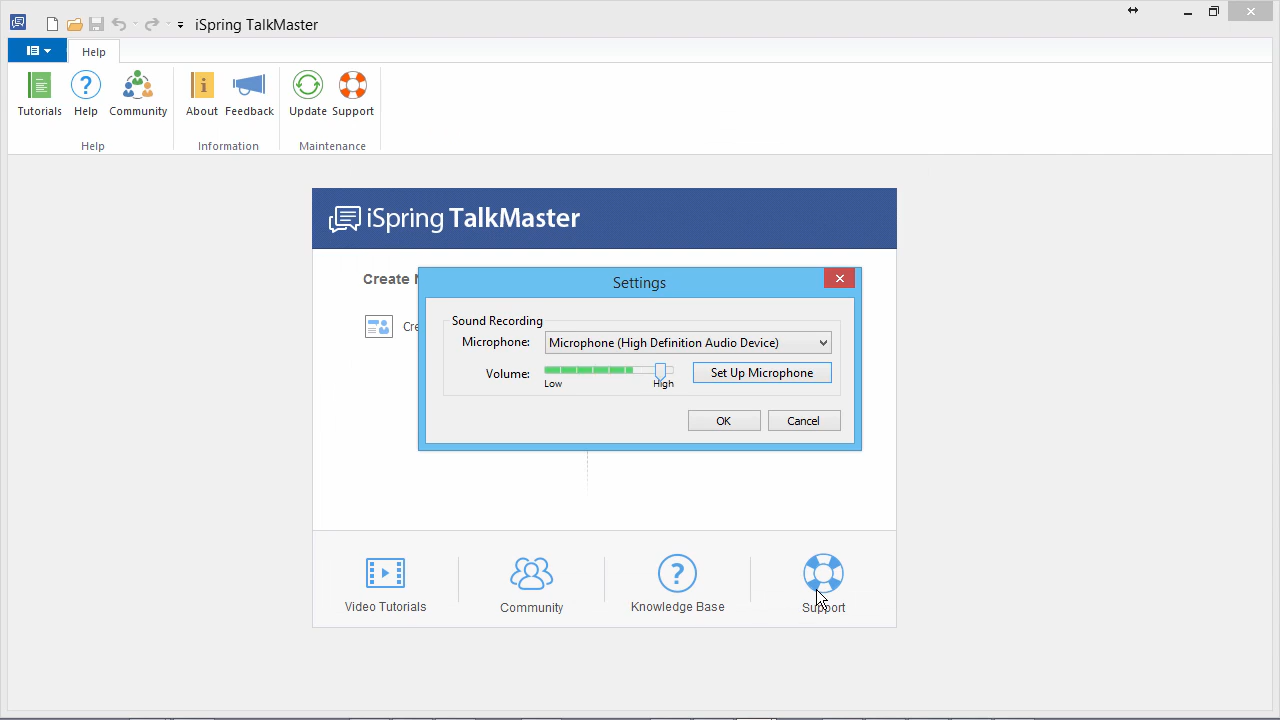 iSpring TalkMaster
Help
Tutorials Help Community About Feedback Update Support
Help Information Maintenance
iSpring TalkMaster
Create
Cre
Settings
Sound Recording
Microphone: Microphone (High Definition Audio Device)
Volume: Set Up Microphone
Low High
OK Cancel
Video Tutorials Community Knowledge Base Support